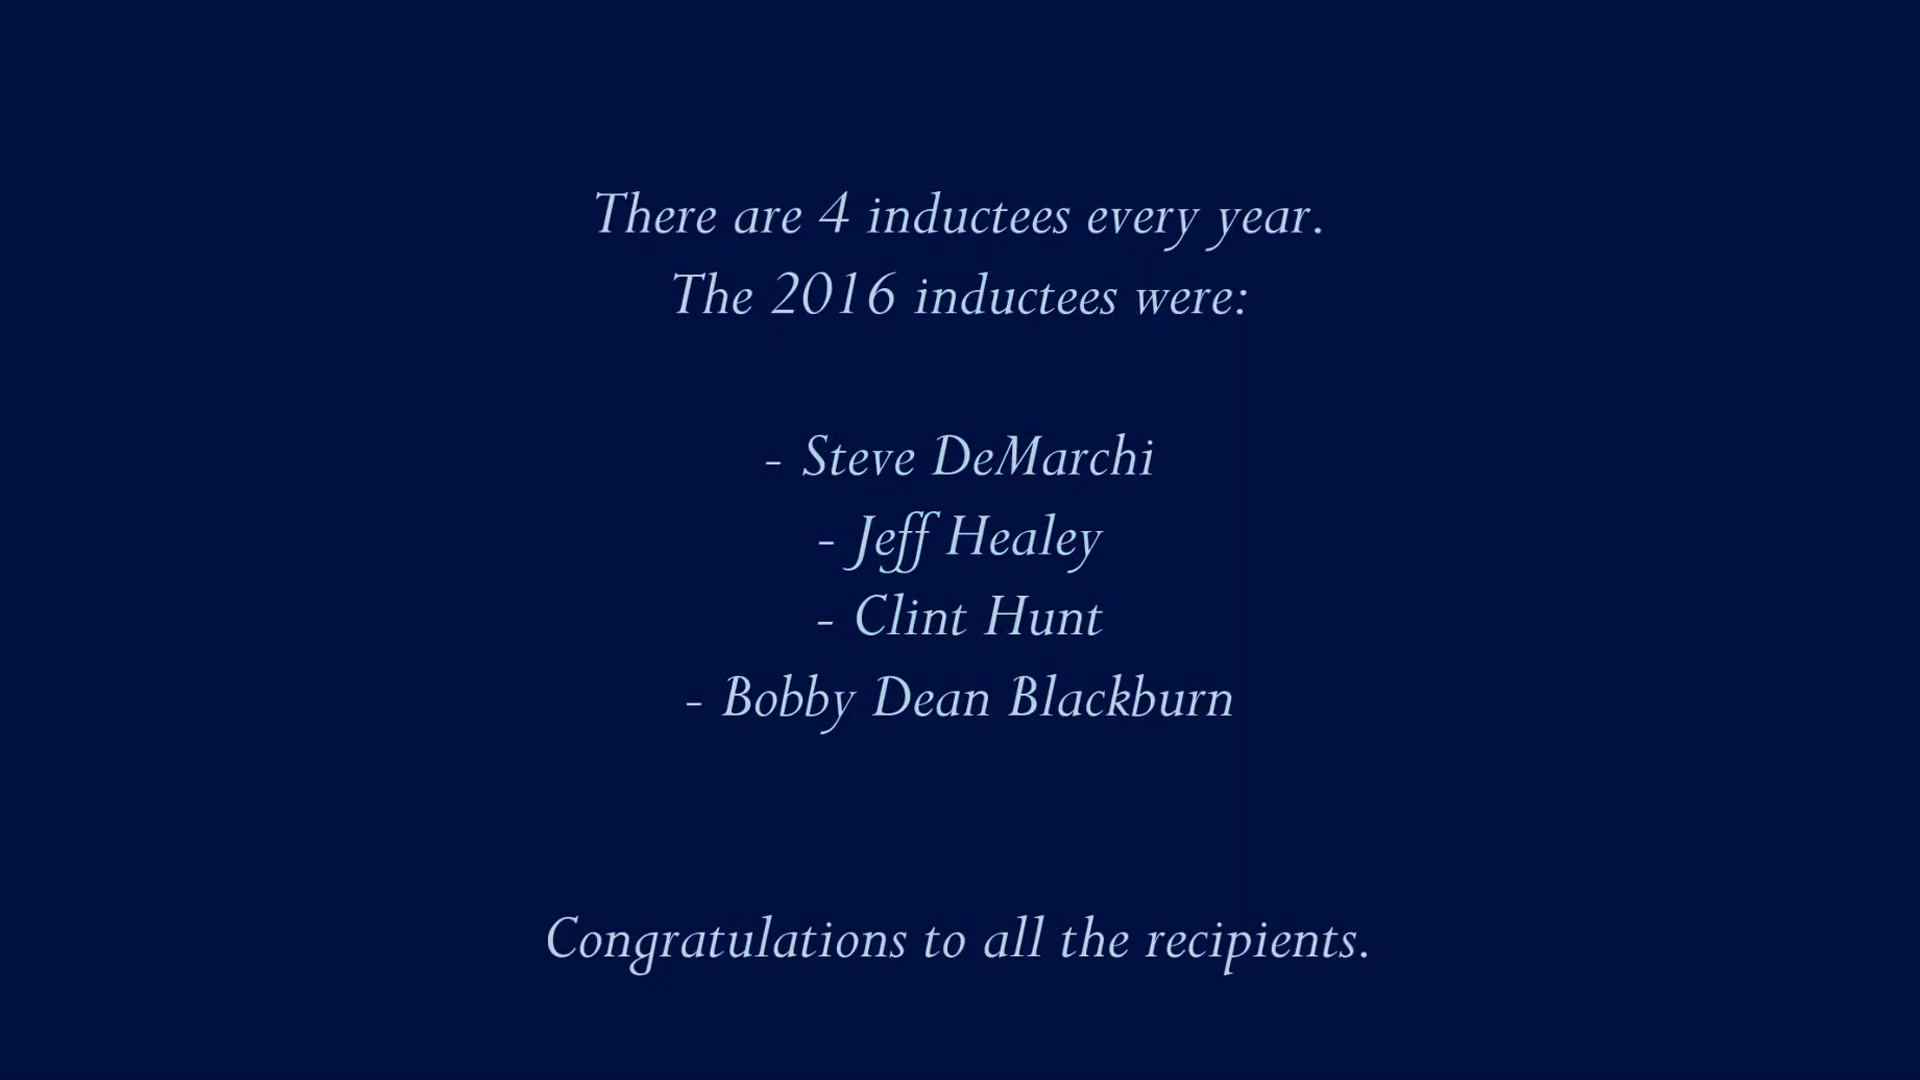 There are 4 inductees every year.
The 2016 inductees were:
- Steve DeMarchi
- Jeff Healey
- Clint Hunt
- Bobby Dean Blackburn
Congratulations to all the recipients.